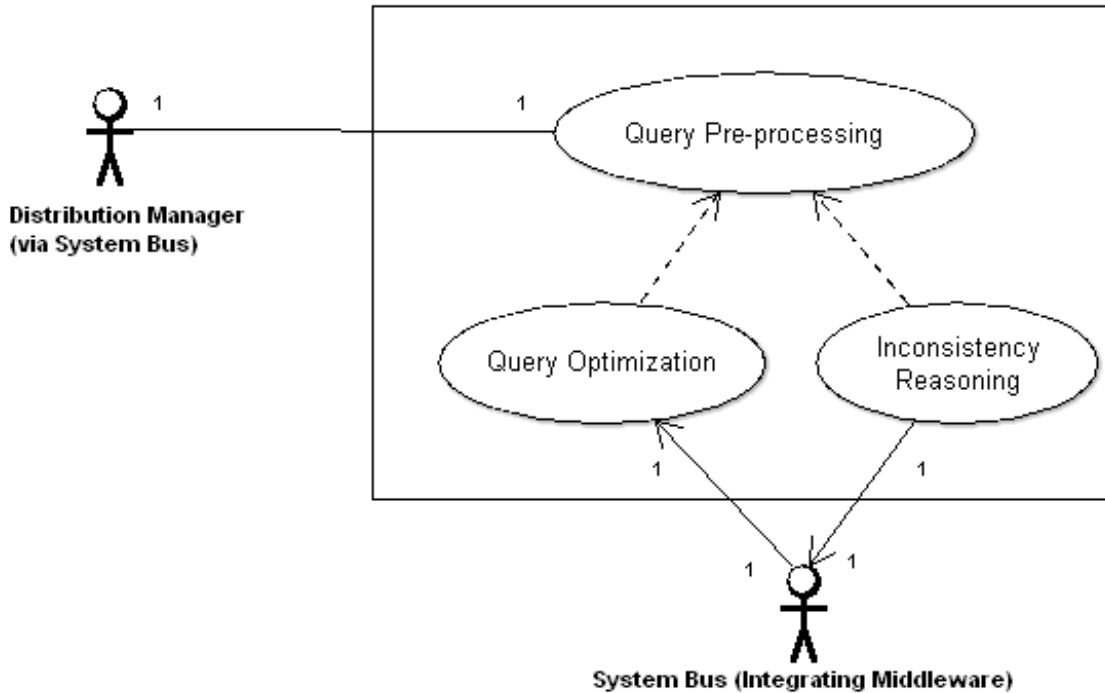 1
1
Query Pre-processing
Distribution Manager
(via System Bus)
Query Optimization
Inconsistency
Reasoning
1
1
1
1
System Bus (Integrating Middleware)